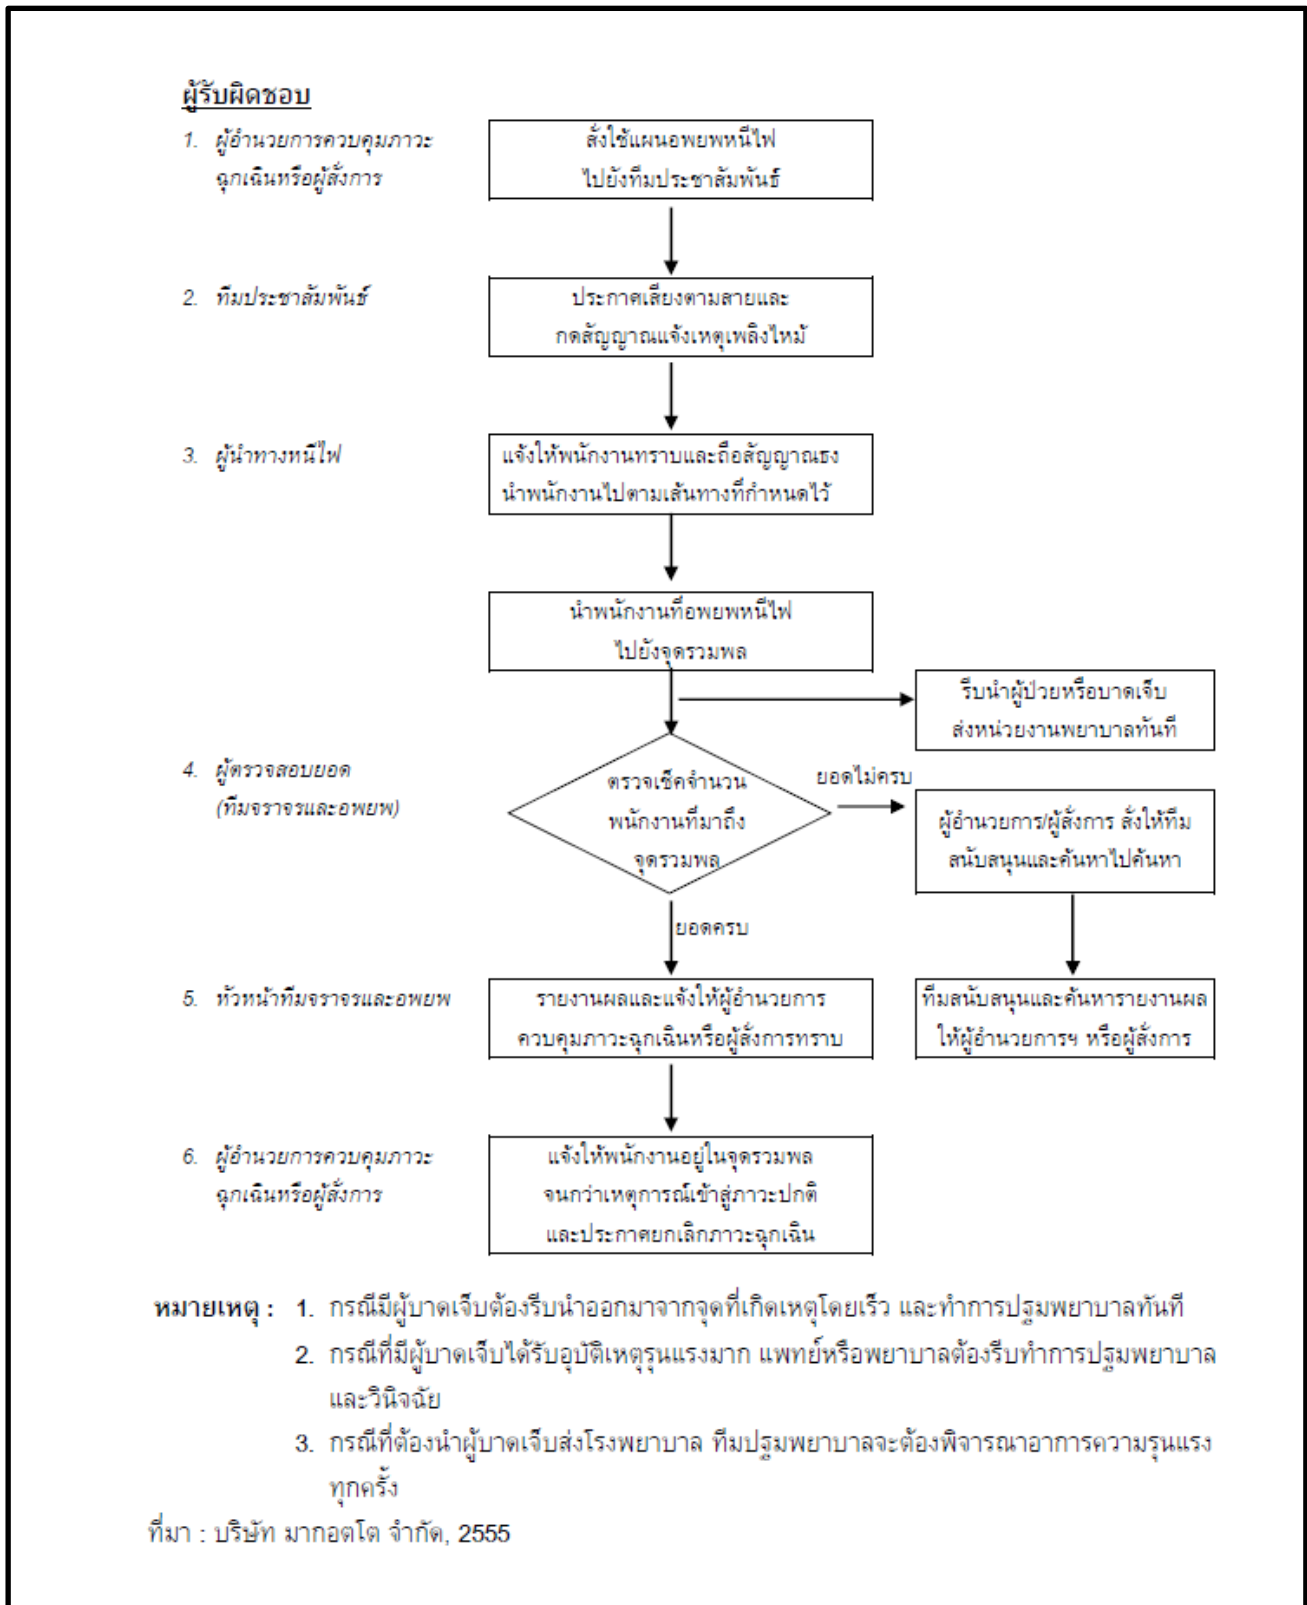 ผู้รับผิดชอบ
1. ผู้อำนวยการควบคุมภาวะ
ฉุกเฉินหรือผู้สั่งการ
สั่งใช้แผนอพยพหนีไฟ
ไปยังทีมประชาสัมพันธ์
2. ทีมประชาสัมพันธ์
ประกาศเสียงตามสายและ
กดสัญญาณแจ้งเหตุเพลิงไหม้
3. ผู้นำทางหนีไฟ
แจ้งให้พนักงานทราบและถือสัญญาณธง
นำพนักงานไปตามเส้นทางที่กำหนดไว้
นำพนักงานที่อพยพหนีไฟ
ไปยังจุดรวมพล
รีบนำผู้ป่วยหรือบาดเจ็บ
ส่งหน่วยงานพยาบาลทันที
4. ผู้ตรวจสอบยอด
(ทีมจราจรและอพยพ)
ตรวจเช็คจำนวน
พนักงานที่มาถึง
จุดรวมพล
ยอดไม่ครบ
ผู้อำนวยการ/ผู้สั่งการ สั่งให้ทีม
สนับสนุนและค้นหาไปค้นหา
ยอดครบ
5. หัวหน้าทีมจราจรและอพยพ
รายงานผลและแจ้งให้ผู้อำนวยการ
ควบคุมภาวะฉุกเฉินหรือผู้สั่งการทราบ
ทีมสนับสนุนและค้นหารายงานผล
ให้ผู้อำนวยการฯ หรือผู้สั่งการ
6. ผู้อำนวยการควบคุมภาวะ
ฉุกเฉินหรือผู้สั่งการ
แจ้งให้พนักงานอยู่ในจุดรวมพล
จนกว่าเหตุการณ์เข้าสู่ภาวะปกติ
และประกาศยกเลิกภาวะฉุกเฉิน
หมายเหตุ : 1. กรณีมีผู้บาดเจ็บต้องรีบนำออกมาจากจุดที่เกิดเหตุโดยเร็ว และทำการปฐมพยาบาลทันที
2. กรณีที่มีผู้บาดเจ็บได้รับอุบัติเหตุรุนแรงมาก แพทย์หรือพยาบาลต้องรีบทำการปฐมพยาบาล
และวินิจฉัย
3. กรณีที่ต้องนำผู้บาดเจ็บส่งโรงพยาบาล ทีมปฐมพยาบาลจะต้องพิจารณาอาการความรุนแรง
ทุกครั้ง
ที่มา : บริษัท มากอตโต จำกัด, 2555